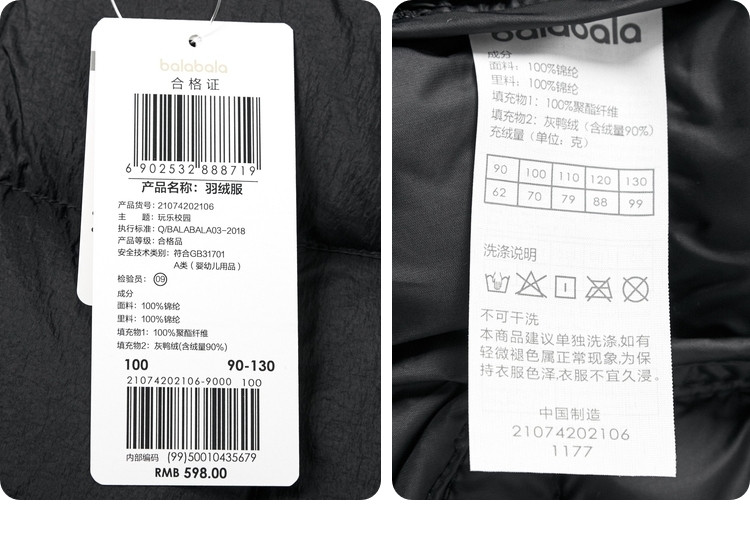 balabala
合格证
6 902532 888719
产品名称：羽绒服
产品货号：21074202106
主 题：玩乐校园
执行标准：Q/BALABALA03-2018
产品等级：合格品
安全技术类别：符合GB31701
A类（婴幼儿用品）
检验员：09
成分
面料：100%锦纶
里料：100%锦纶
填充物1：100%聚酯纤维
填充物2：灰鸭绒(含绒量90%)
100 90-130
21074202106-9000 100
内部编码 (99)50010435679
RMB 598.00
balabala
成分
面料：100%锦纶
里料：100%锦纶
填充物1：100%聚酯纤维
填充物2：灰鸭绒（含绒量90%）
充绒量（单位：克）
90 100 110 120 130
62 70 79 88 99
洗涤说明
不可干洗
本商品建议单独洗涤,如有
轻微褪色属正常现象,为保
持衣服色泽,衣服不宜久浸。
中国制造
21074202106
1177